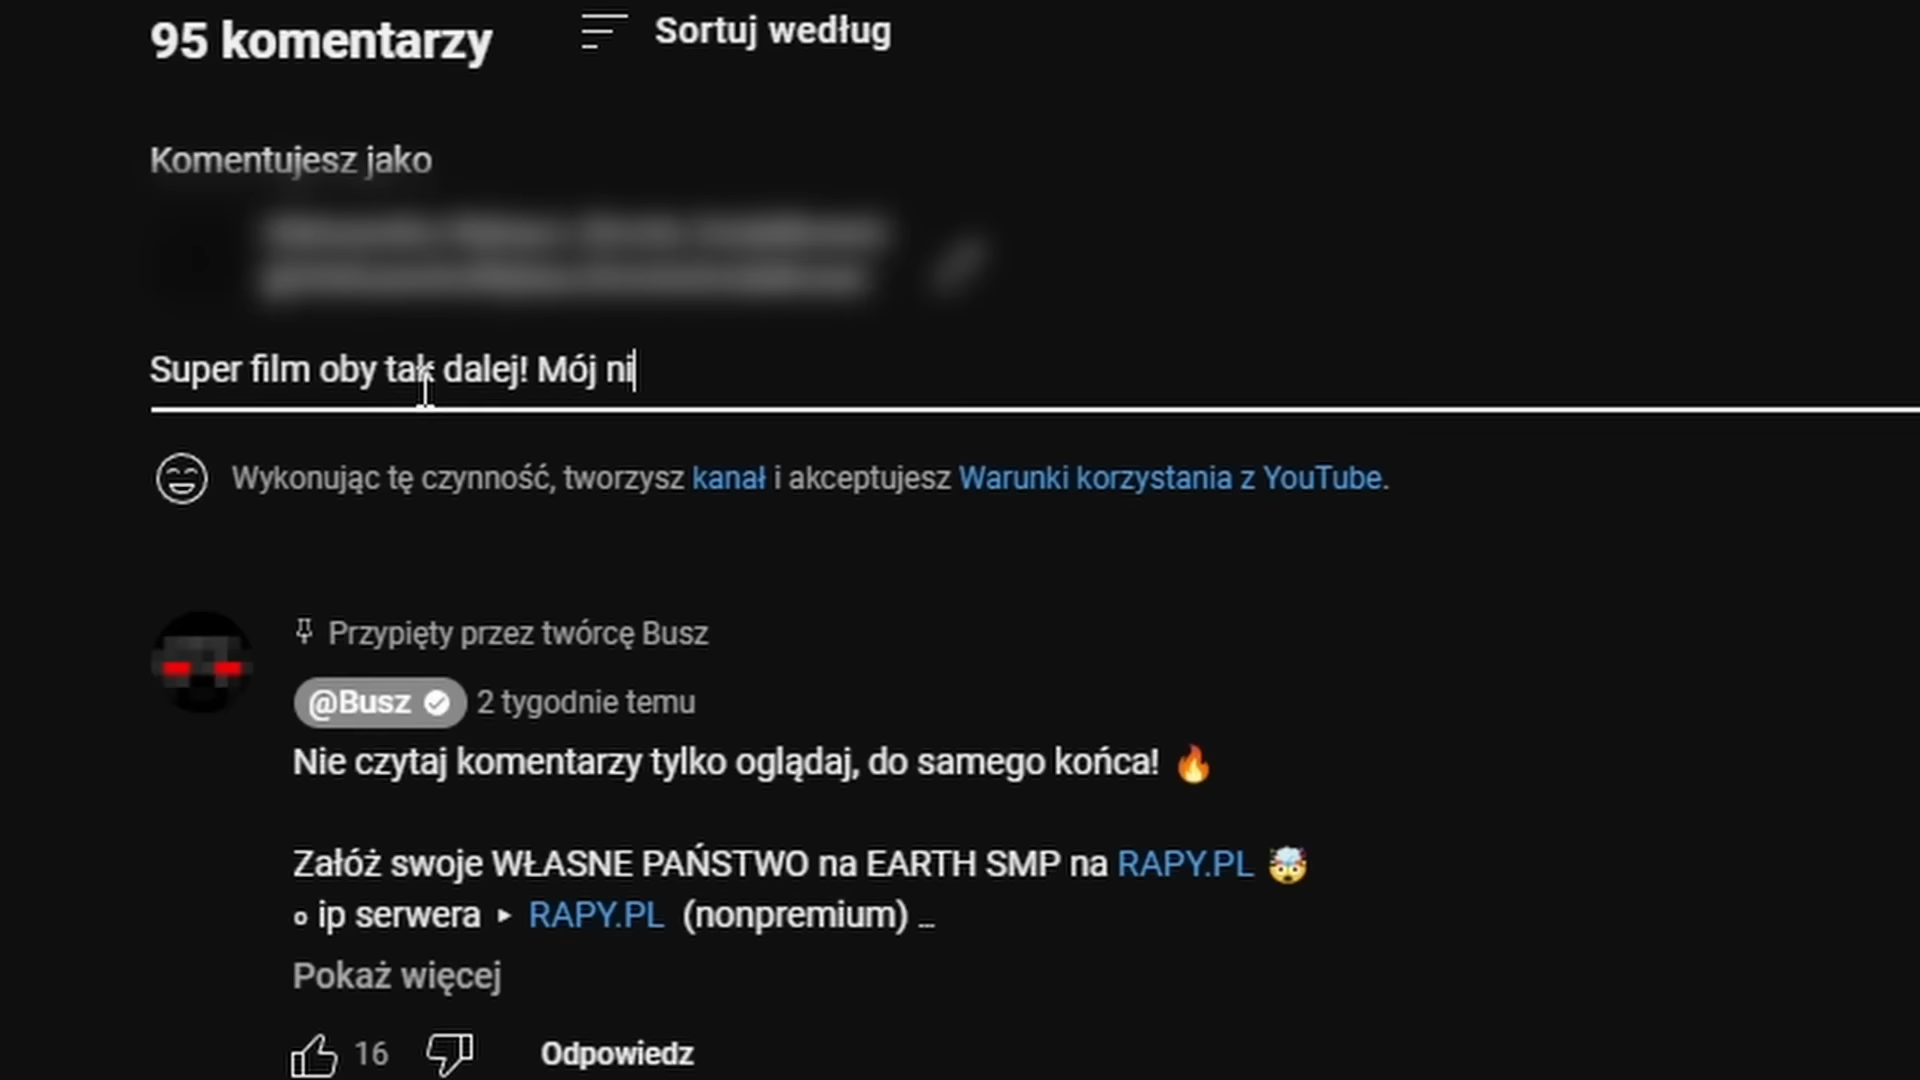 95 komentarzy
Sortuj według
Komentujesz jako
Super film oby tak dalej! Mój ni
Wykonując tę czynność, tworzysz kanał i akceptujesz Warunki korzystania z YouTube.
Przypięty przez twórcę Busz
@Busz 2 tygodnie temu
Nie czytaj komentarzy tylko oglądaj, do samego końca! 🔥
Załóż swoje WŁASNE PAŃSTWO na EARTH SMP na RAPY.PL 🤯
∘ ip serwera ‣ RAPY.PL (nonpremium) ...
Pokaż więcej
16
Odpowiedz